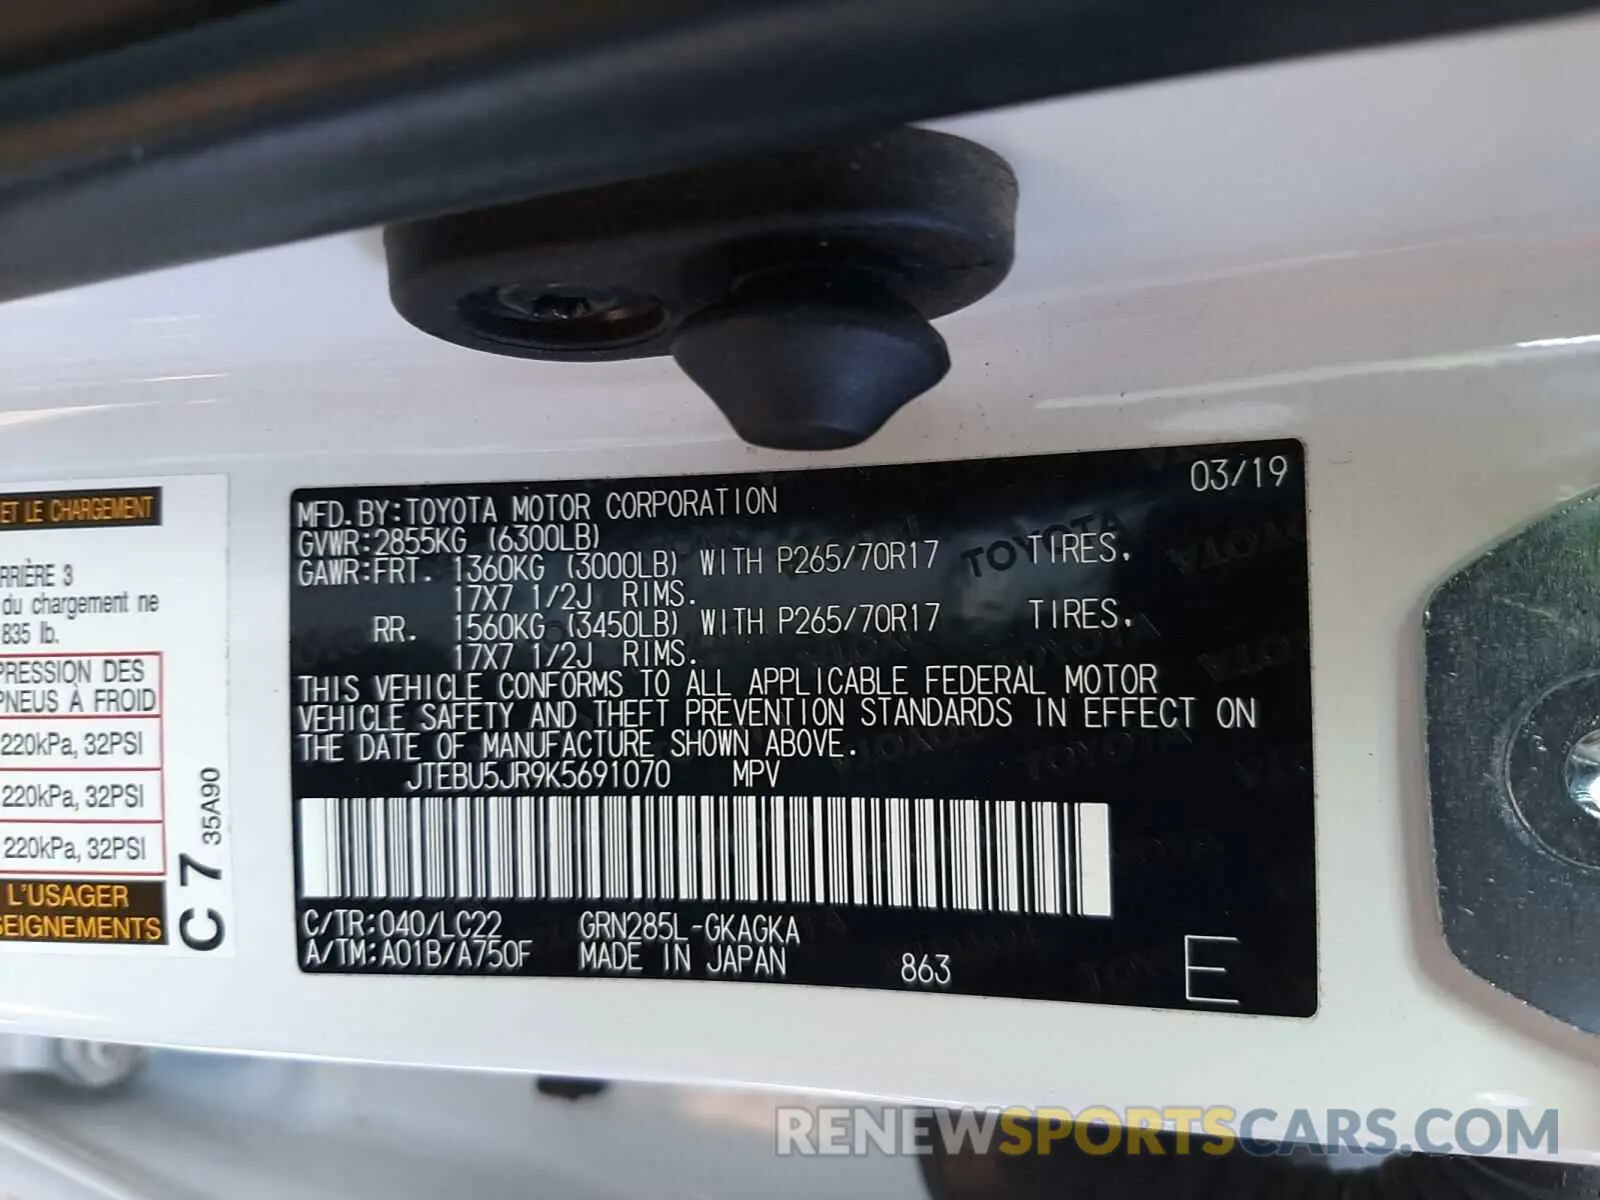 ET LE CHARGEMENT
RRIÈRE 3
du chargement ne
835 lb.
PRESSION DES
PNEUS À FROID
220kPa, 32PSI
220kPa, 32PSI
220kPa, 32PSI
L'USAGER
SEIGNEMENTS
C 7 35A90
03/19
MFD.BY:TOYOTA MOTOR CORPORATION
GVWR:2855KG (6300LB)
GAWR:FRT. 1360KG (3000LB) WITH P265/70R17 TIRES.
17X7 1/2J RIMS.
RR. 1560KG (3450LB) WITH P265/70R17 TIRES.
17X7 1/2J RIMS.
THIS VEHICLE CONFORMS TO ALL APPLICABLE FEDERAL MOTOR
VEHICLE SAFETY AND THEFT PREVENTION STANDARDS IN EFFECT ON
THE DATE OF MANUFACTURE SHOWN ABOVE.
JTEBU5JR9K5691070 MPV
C/TR:040/LC22 GRN285L-GKAGKA
A/TM:A01B/A750F MADE IN JAPAN 863 E
RENEWSPORTSCARS.COM